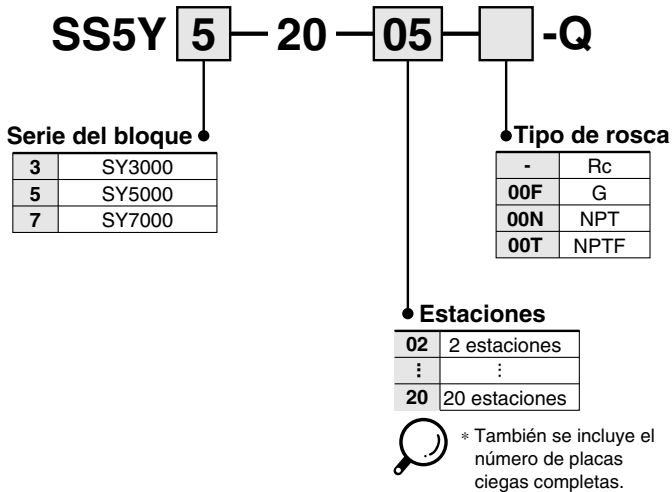 SS5Y 5 — 20 — 05 — -Q
Serie del bloque
3 SY3000
5 SY5000
7 SY7000
Tipo de rosca
- Rc
00F G
00N NPT
00T NPTF
Estaciones
02 2 estaciones
⋮ ⋮
20 20 estaciones
* También se incluye el
número de placas
ciegas completas.